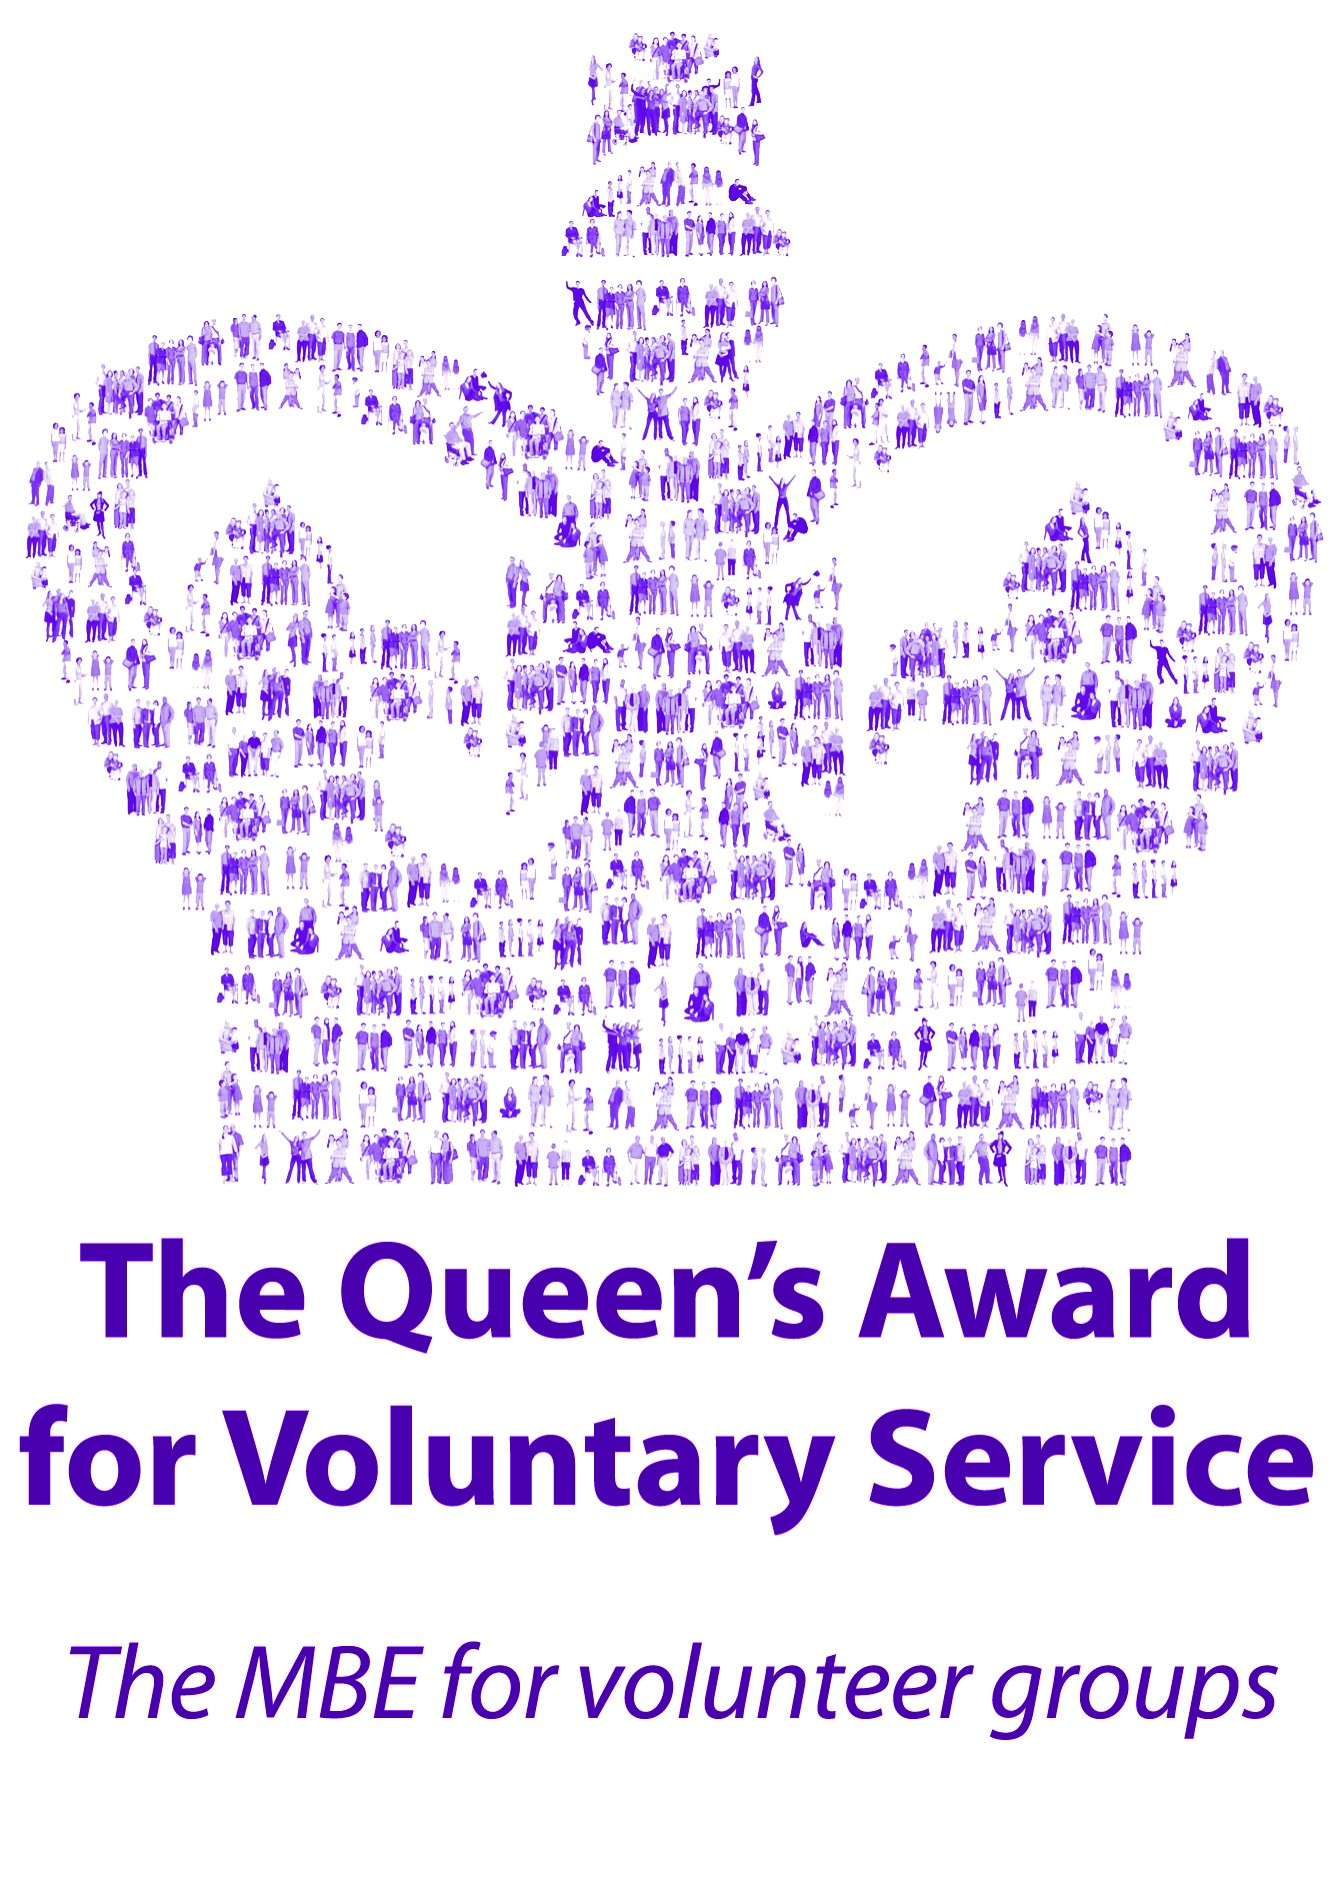 The Queen’s Award
for Voluntary Service
The MBE for volunteer groups